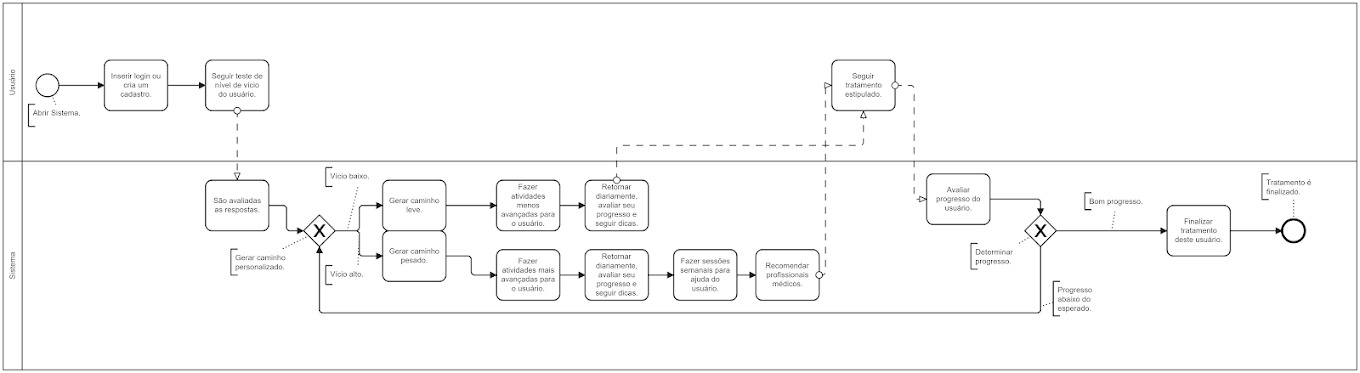 Usuário
Abrir Sistema.
Inserir login ou
cria um
cadastro.
Seguir teste de
nível de vício
do usuário.
Seguir
tratamento
estipulado.
Sistema
São avaliadas
as respostas.
Gerar caminho
personalizado.
X
Vício baixo.
Vício alto.
Gerar caminho
leve.
Gerar caminho
pesado.
Fazer
atividades
menos
avançadas para
o usuário.
Retornar
diariamente,
avaliar seu
progresso e
seguir dicas.
Fazer
atividades mais
avançadas para
o usuário.
Retornar
diariamente,
avaliar seu
progresso e
seguir dicas.
Fazer sessões
semanais para
ajuda do
usuário.
Recomendar
profissionais
médicos.
Avaliar
progresso do
usuário.
X
Determinar
progresso.
Bom progresso.
Progresso
abaixo do
esperado.
Finalizar
tratamento
deste usuário.
Tratamento é
finalizado.